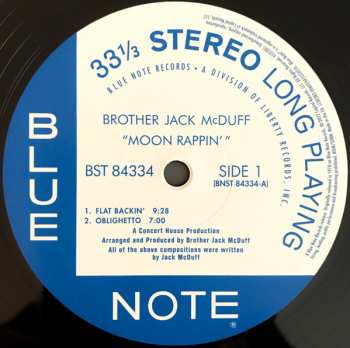 33 1/3 STEREO LONG PLAYING
BLUE NOTE RECORDS • A DIVISION OF LIBERTY RECORDS, INC.
BROTHER JACK McDUFF
"MOON RAPPIN'"
BST 84334 SIDE 1
(BNST 84334-A)
1. FLAT BACKIN' 9:28
2. OBLIGHETTO 7:00
A Concert House Production
Arranged and Produced by Brother Jack McDuff
All of the above compositions were written
by Jack McDuff
BLUE
NOTE
®